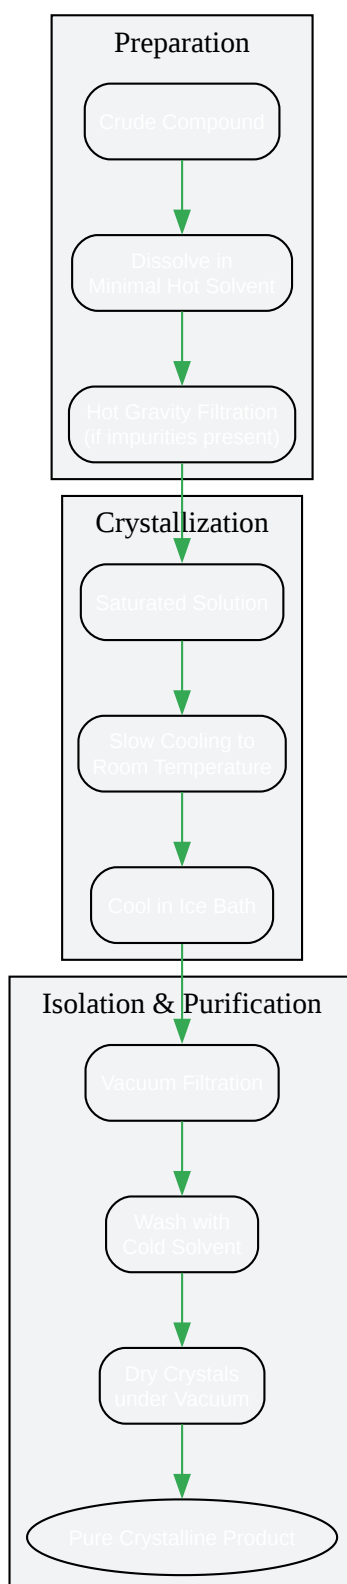 Preparation
Crude Compound
Dissolve in
Minimal Hot Solvent
Hot Gravity Filtration
(if impurities present)
Crystallization
Saturated Solution
Slow Cooling to
Room Temperature
Cool in Ice Bath
Isolation & Purification
Vacuum Filtration
Wash with
Cold Solvent
Dry Crystals
under Vacuum
Pure Crystalline Product